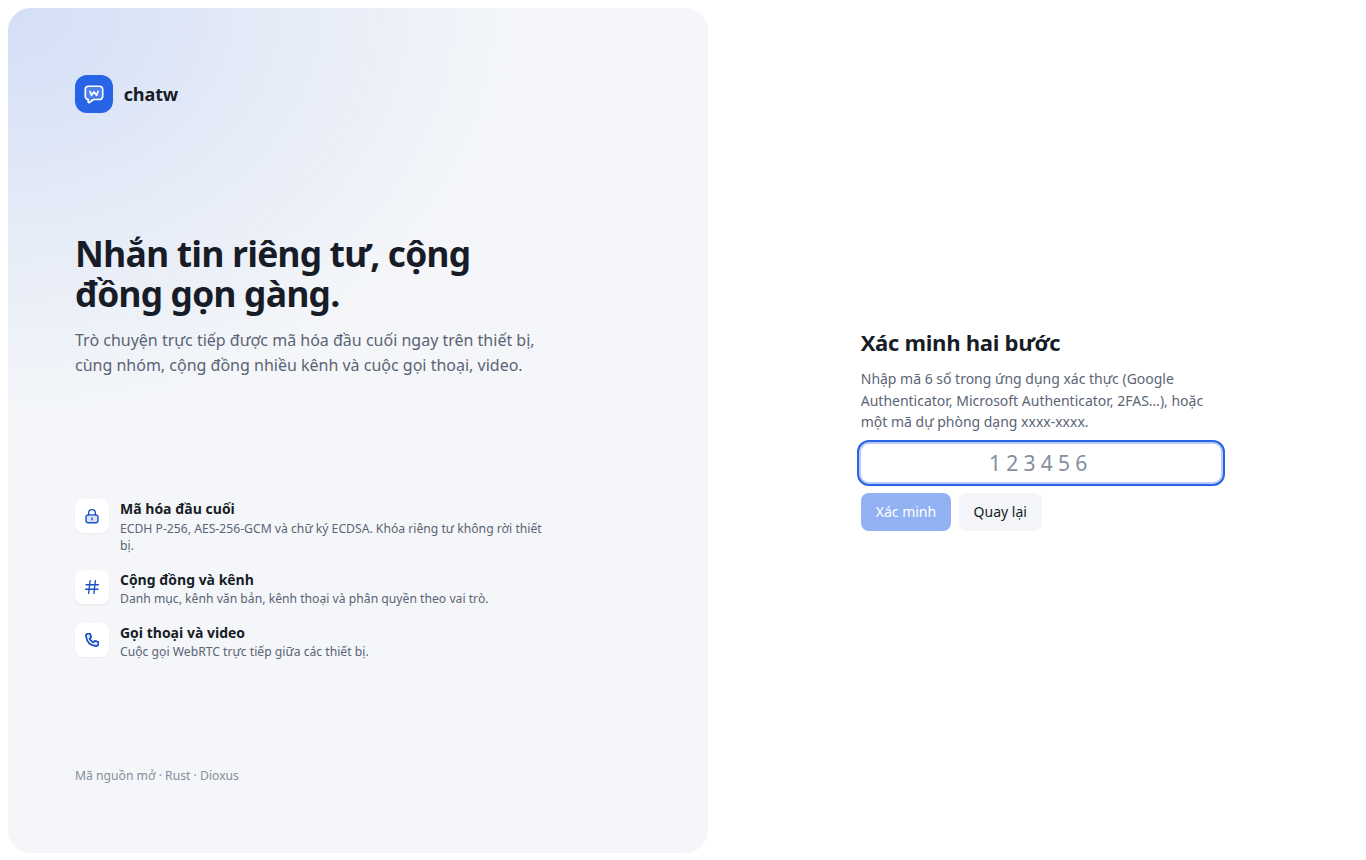 chatw
Nhắn tin riêng tư, cộng
đồng gọn gàng.
Trò chuyện trực tiếp được mã hóa đầu cuối ngay trên thiết bị,
cùng nhóm, cộng đồng nhiều kênh và cuộc gọi thoại, video.
Mã hóa đầu cuối
ECDH P-256, AES-256-GCM và chữ ký ECDSA. Khóa riêng tư không rời thiết
bị.
Cộng đồng và kênh
Danh mục, kênh văn bản, kênh thoại và phân quyền theo vai trò.
Gọi thoại và video
Cuộc gọi WebRTC trực tiếp giữa các thiết bị.
Mã nguồn mở · Rust · Dioxus
Xác minh hai bước
Nhập mã 6 số trong ứng dụng xác thực (Google
Authenticator, Microsoft Authenticator, 2FAS…), hoặc
một mã dự phòng dạng xxxx-xxxx.
123456
Xác minh
Quay lại